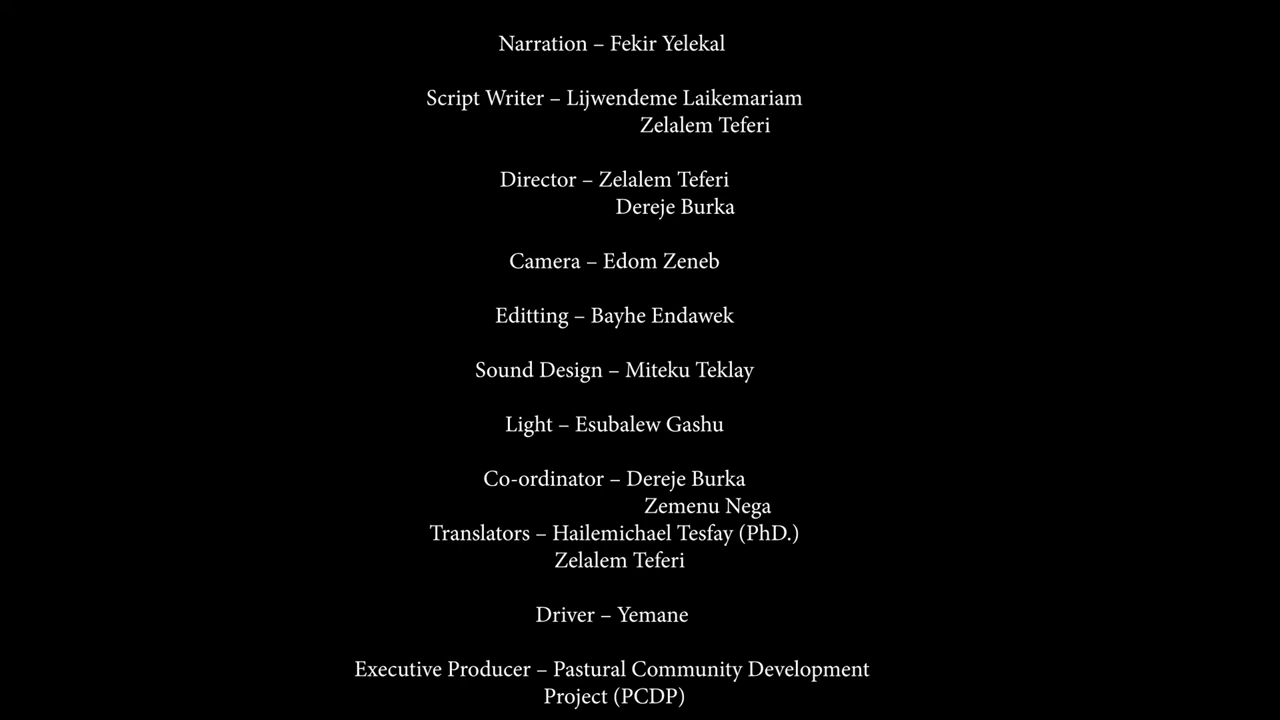 Narration – Fekir Yelekal
Script Writer – Lijwendeme Laikemariam
Zelalem Teferi
Director – Zelalem Teferi
Dereje Burka
Camera – Edom Zeneb
Editting – Bayhe Endawek
Sound Design – Miteku Teklay
Light – Esubalew Gashu
Co-ordinator – Dereje Burka
Zemenu Nega
Translators – Hailemichael Tesfay (PhD.)
Zelalem Teferi
Driver – Yemane
Executive Producer – Pastural Community Development
Project (PCDP)